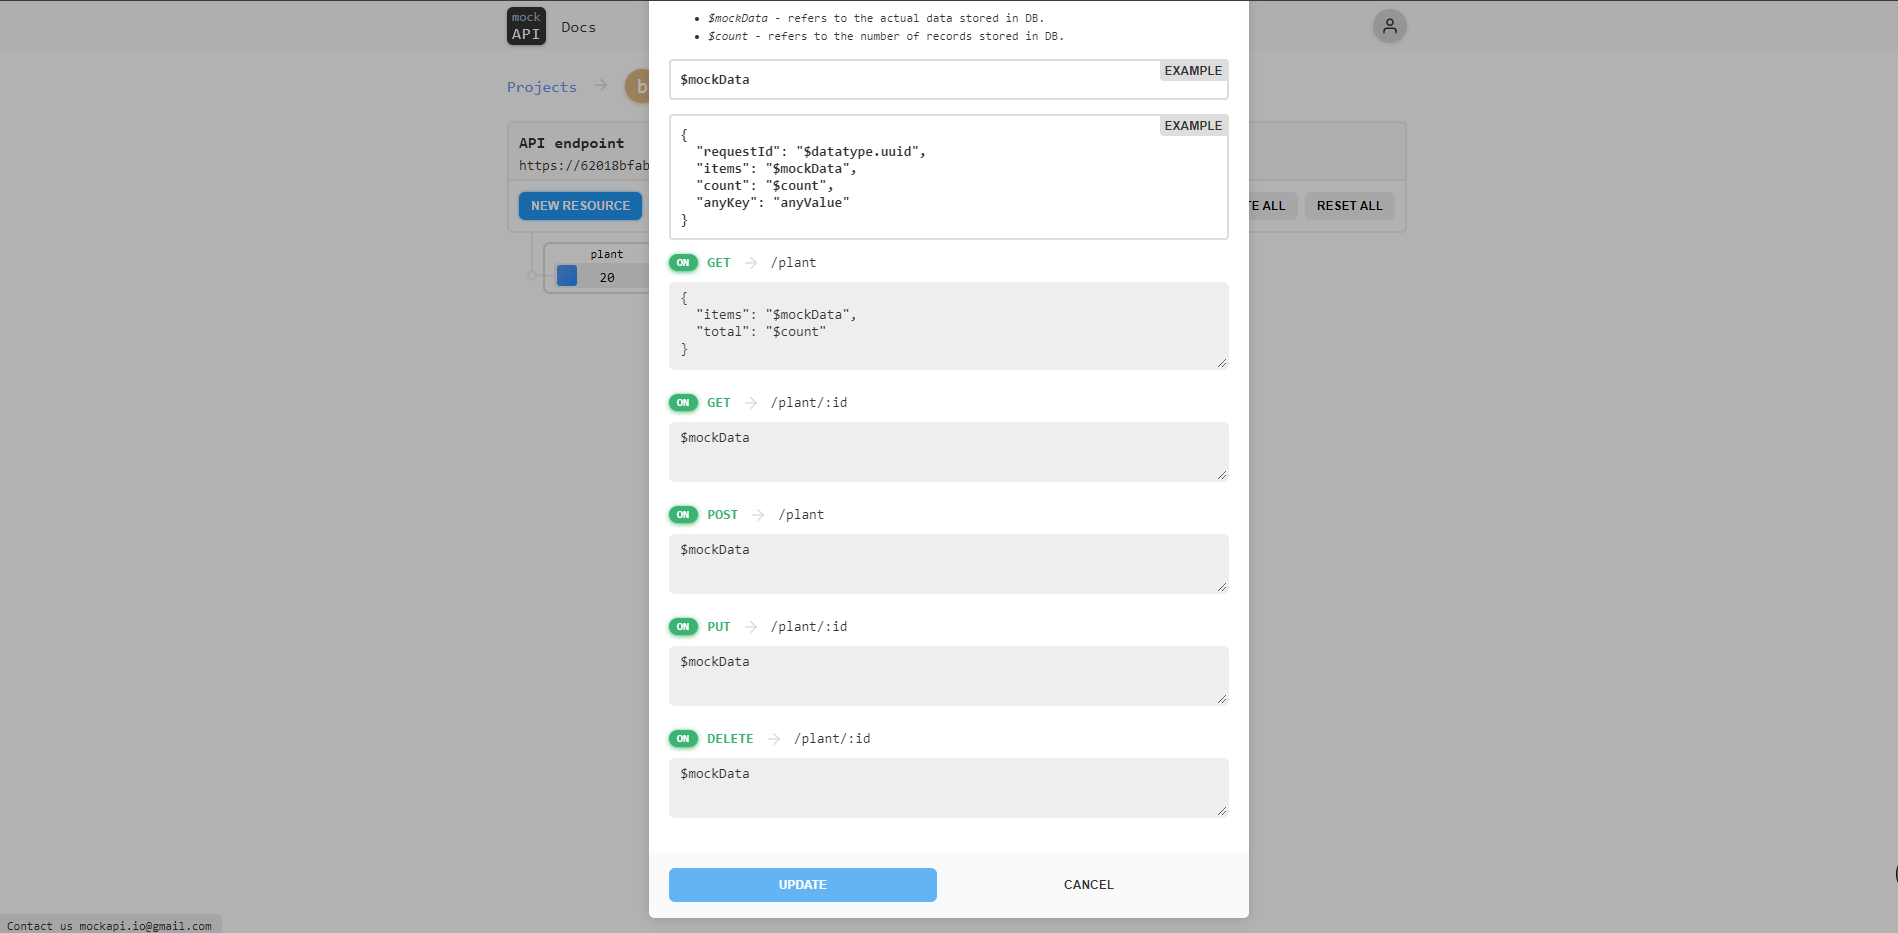 mock
API
Docs
Projects
b
API endpoint
https://62018bfab
NEW RESOURCE
TE ALL
RESET ALL
plant
20
$mockData - refers to the actual data stored in DB.
$count - refers to the number of records stored in DB.
EXAMPLE
$mockData
EXAMPLE
{
"requestId": "$datatype.uuid",
"items": "$mockData",
"count": "$count",
"anyKey": "anyValue"
}
ON GET /plant
{
"items": "$mockData",
"total": "$count"
}
ON GET /plant/:id
$mockData
ON POST /plant
$mockData
ON PUT /plant/:id
$mockData
ON DELETE /plant/:id
$mockData
UPDATE
CANCEL
Contact us mockapi.io@gmail.com